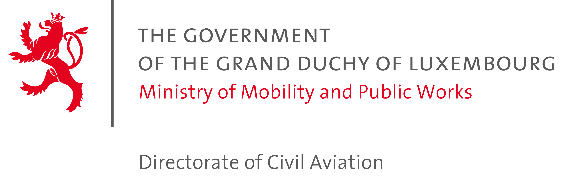 THE GOVERNMENT
OF THE GRAND DUCHY OF LUXEMBOURG
Ministry of Mobility and Public Works
Directorate of Civil Aviation